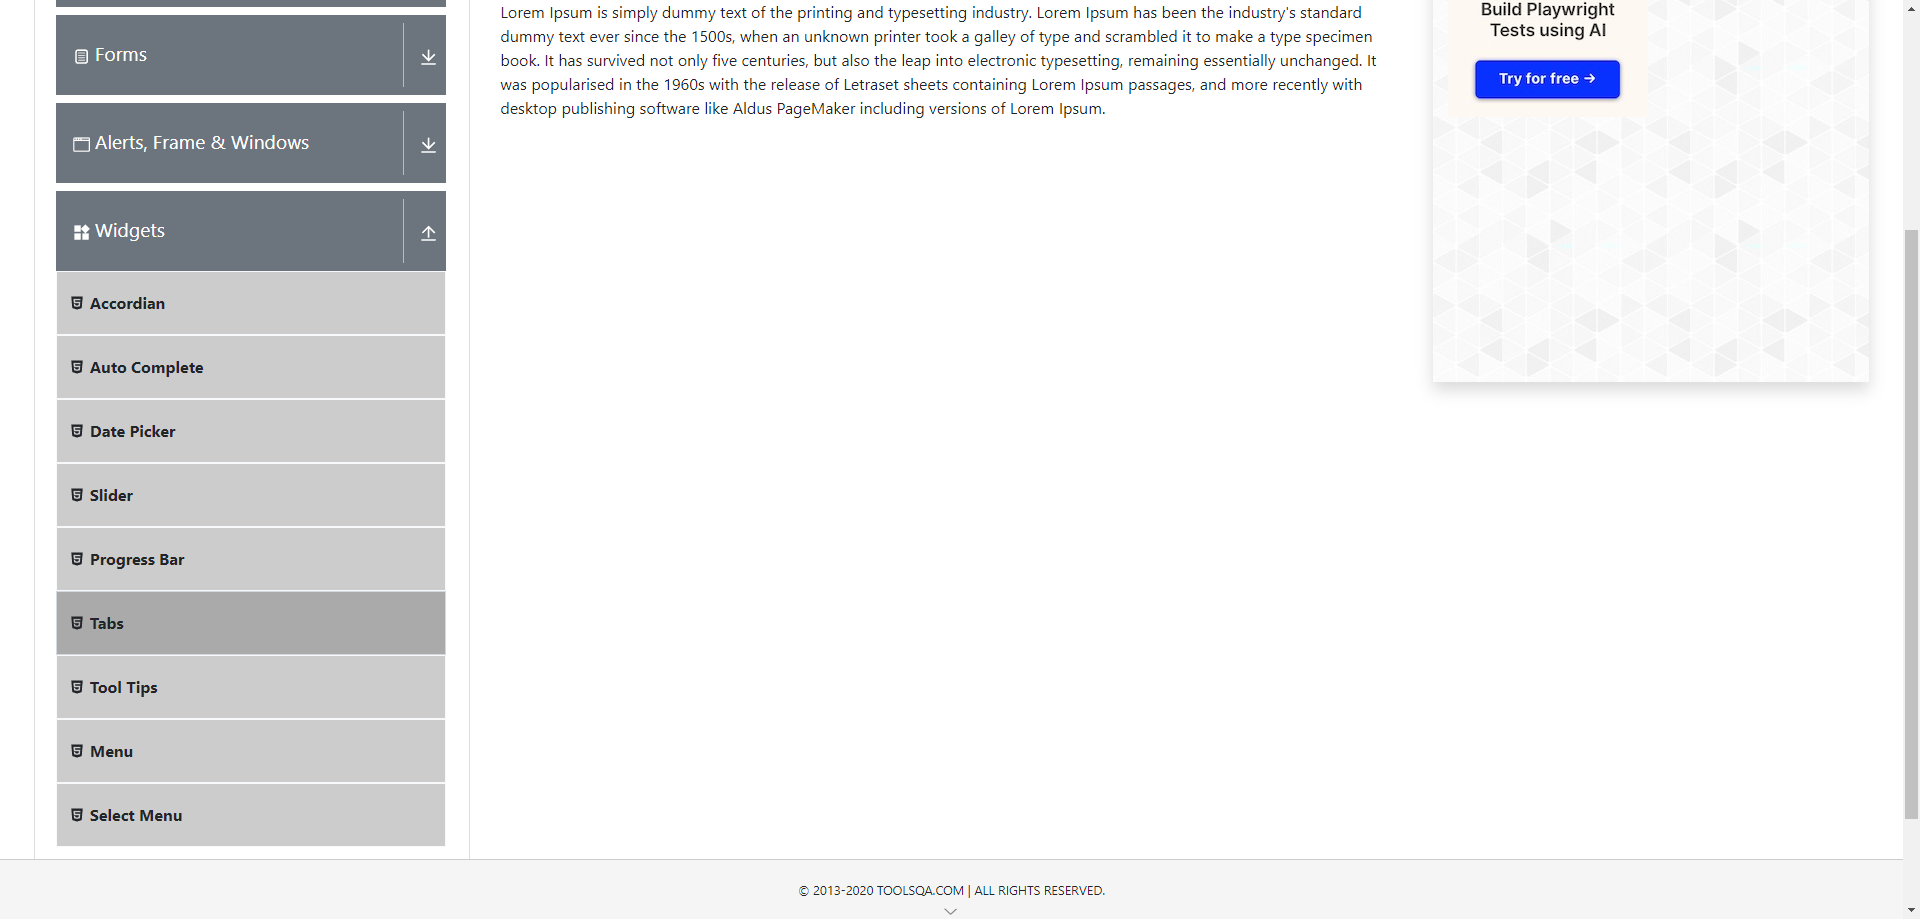 Forms
Alerts, Frame & Windows
Widgets
Accordian
Auto Complete
Date Picker
Slider
Progress Bar
Tabs
Tool Tips
Menu
Select Menu
Lorem Ipsum is simply dummy text of the printing and typesetting industry. Lorem Ipsum has been the industry's standard
dummy text ever since the 1500s, when an unknown printer took a galley of type and scrambled it to make a type specimen
book. It has survived not only five centuries, but also the leap into electronic typesetting, remaining essentially unchanged. It
was popularised in the 1960s with the release of Letraset sheets containing Lorem Ipsum passages, and more recently with
desktop publishing software like Aldus PageMaker including versions of Lorem Ipsum.
Build Playwright
Tests using AI
Try for free →
© 2013-2020 TOOLSQA.COM | ALL RIGHTS RESERVED.